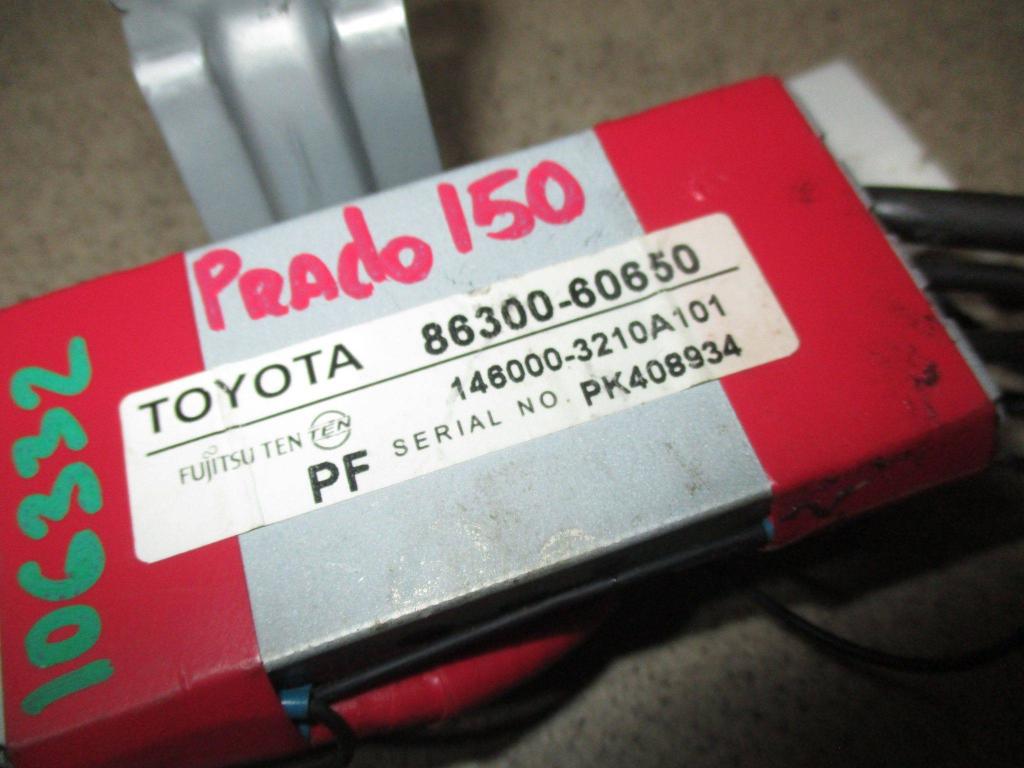 PRADO 150
TOYOTA 86300-60650
146000-3210A101
FUJITSU TEN TEN
PF SERIAL NO. PK408934
106332